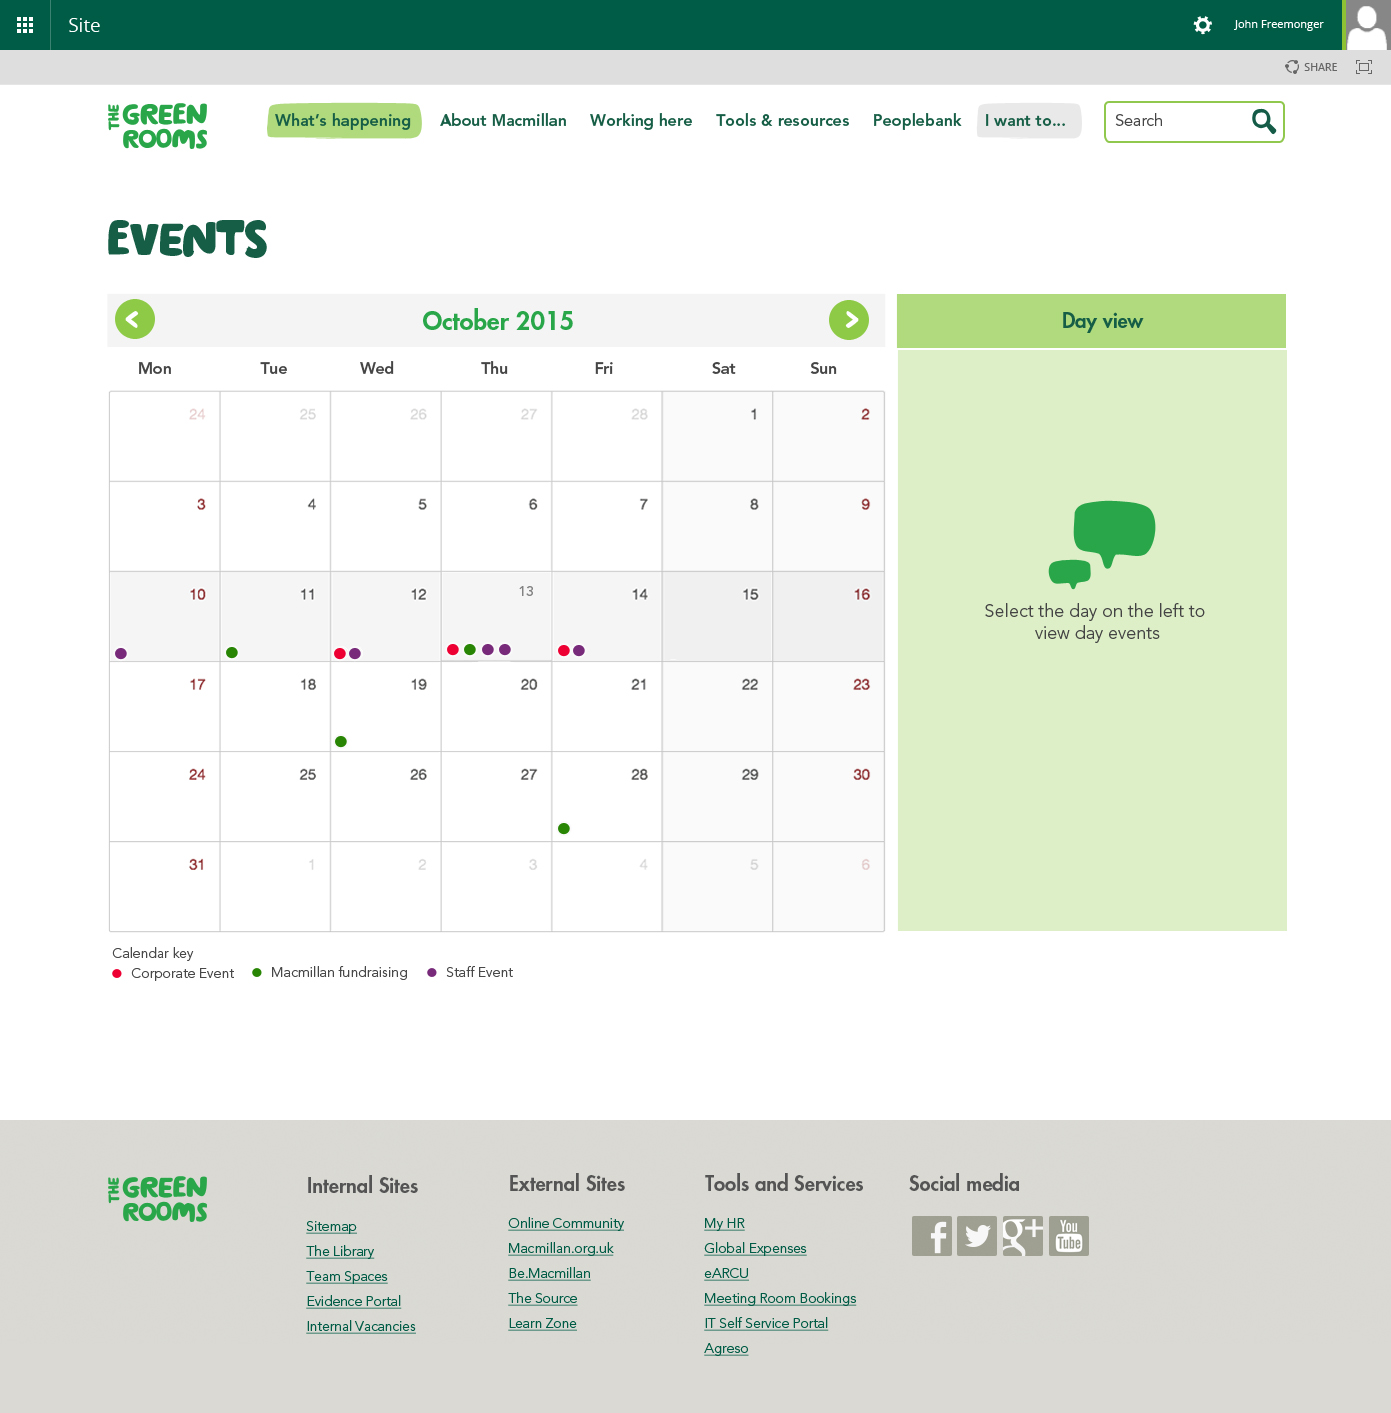 Site
John Freemonger
SHARE
THE GREEN ROOMS
What's happening
About Macmillan
Working here
Tools & resources
Peoplebank
I want to...
Search
EVENTS
October 2015
Day view
Mon Tue Wed Thu Fri Sat Sun
24 25 26 27 28 1 2
3 4 5 6 7 8 9
10 11 12 13 14 15 16
17 18 19 20 21 22 23
24 25 26 27 28 29 30
31 1 2 3 4 5 6
Select the day on the left to
view day events
Calendar key
Corporate Event
Macmillan fundraising
Staff Event
THE GREEN ROOMS
Internal Sites
Sitemap
The Library
Team Spaces
Evidence Portal
Internal Vacancies
External Sites
Online Community
Macmillan.org.uk
Be.Macmillan
The Source
Learn Zone
Tools and Services
My HR
Global Expenses
eARCU
Meeting Room Bookings
IT Self Service Portal
Agreso
Social media
f
g+
You
Tube